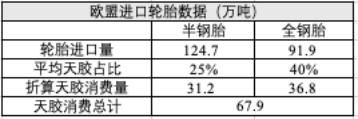 欧盟进口轮胎数据（万吨）
半钢胎 全钢胎
轮胎进口量 124.7 91.9
平均天胶占比 25% 40%
折算天胶消费量 31.2 36.8
天胶消费总计 67.9